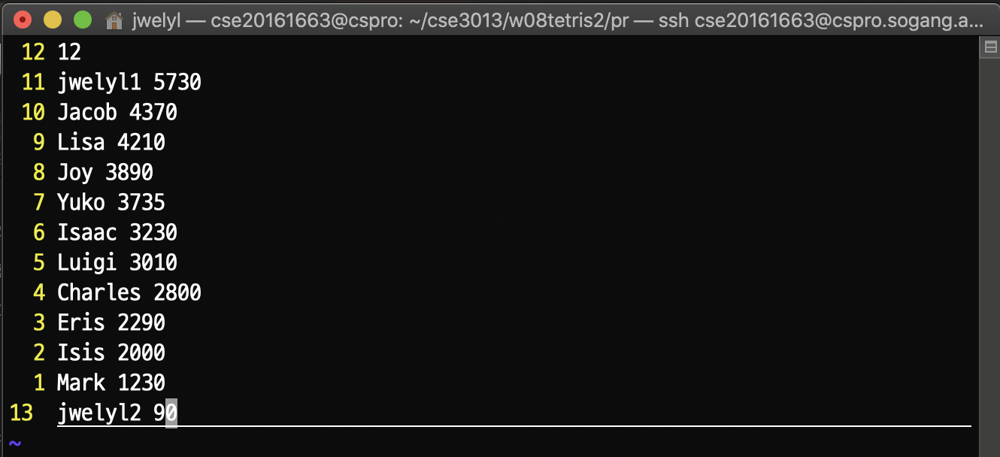 jwelyl — cse20161663@cspro: ~/cse3013/w08tetris2/pr — ssh cse20161663@cspro.sogang.a...
12 12
11 jwelyl1 5730
10 Jacob 4370
9 Lisa 4210
8 Joy 3890
7 Yuko 3735
6 Isaac 3230
5 Luigi 3010
4 Charles 2800
3 Eris 2290
2 Isis 2000
1 Mark 1230
13 jwelyl2 90
~